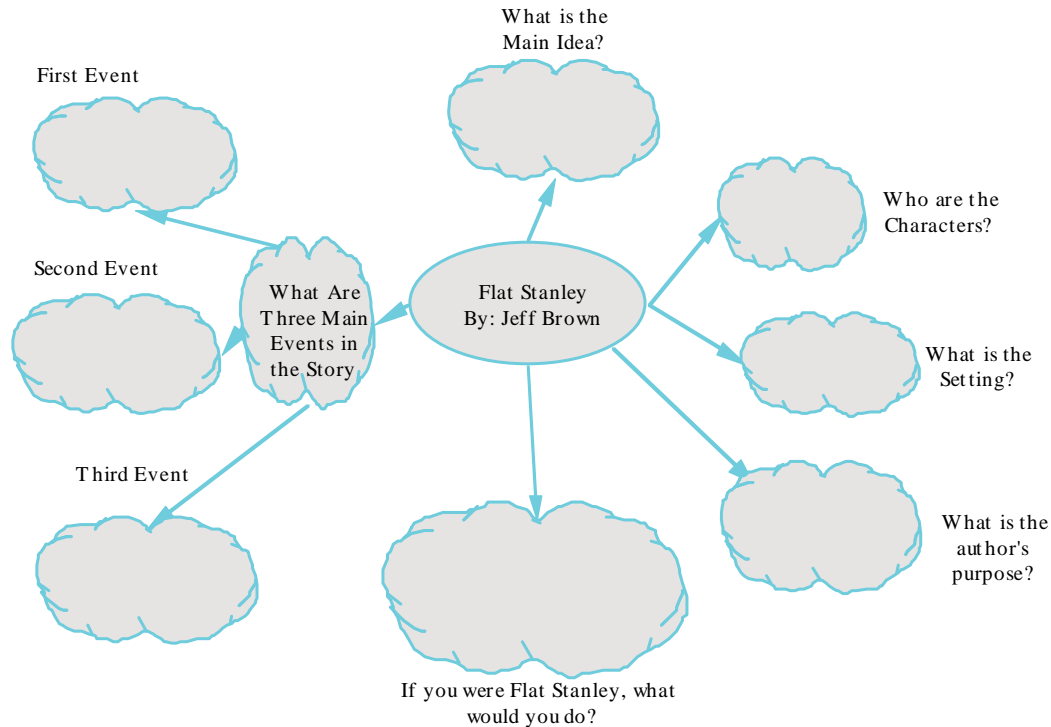 What is the
Main Idea?
First Event
Who are the
Characters?
Second Event
What Are
Three Main
Events in
the Story
Flat Stanley
By: Jeff Brown
What is the
Setting?
Third Event
What is the
author's
purpose?
If you were Flat Stanley, what
would you do?